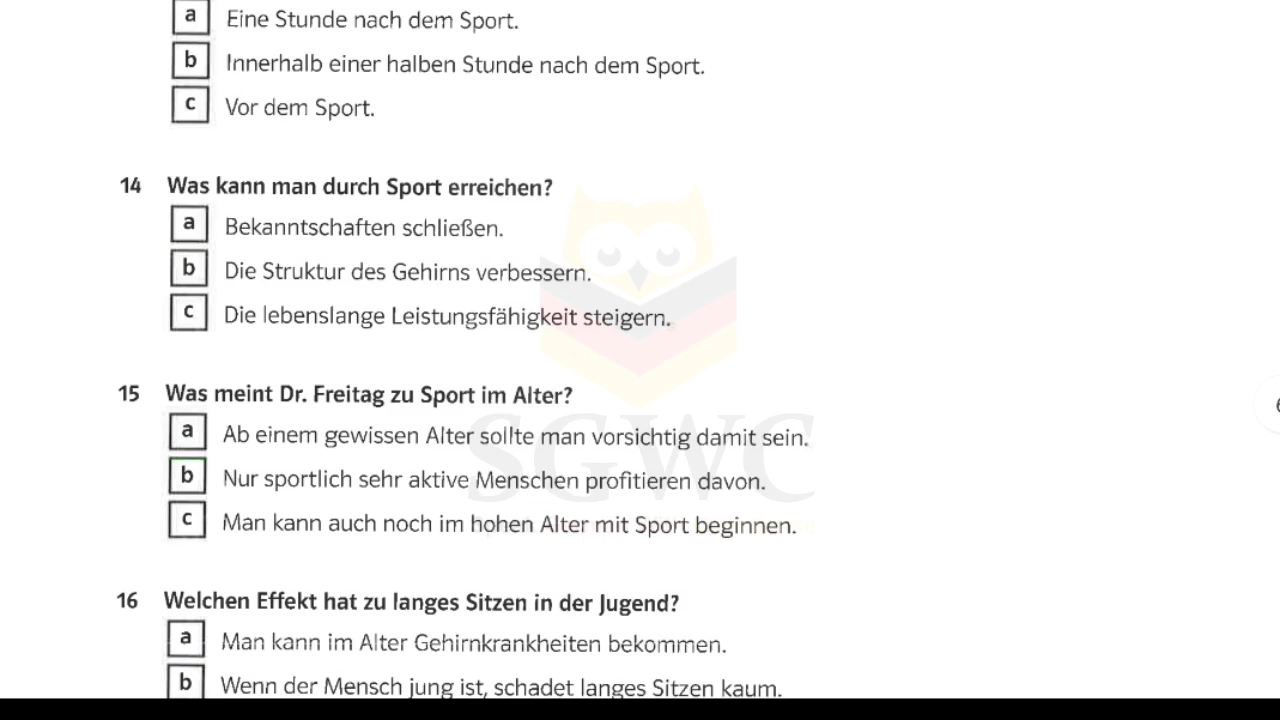 a Eine Stunde nach dem Sport.
b Innerhalb einer halben Stunde nach dem Sport.
c Vor dem Sport.
14 Was kann man durch Sport erreichen?
a Bekanntschaften schließen.
b Die Struktur des Gehirns verbessern.
c Die lebenslange Leistungsfähigkeit steigern.
15 Was meint Dr. Freitag zu Sport im Alter?
a Ab einem gewissen Alter sollte man vorsichtig damit sein.
b Nur sportlich sehr aktive Menschen profitieren davon.
c Man kann auch noch im hohen Alter mit Sport beginnen.
SGWC
16 Welchen Effekt hat zu langes Sitzen in der Jugend?
a Man kann im Alter Gehirnkrankheiten bekommen.
b Wenn der Mensch jung ist, schadet langes Sitzen kaum.